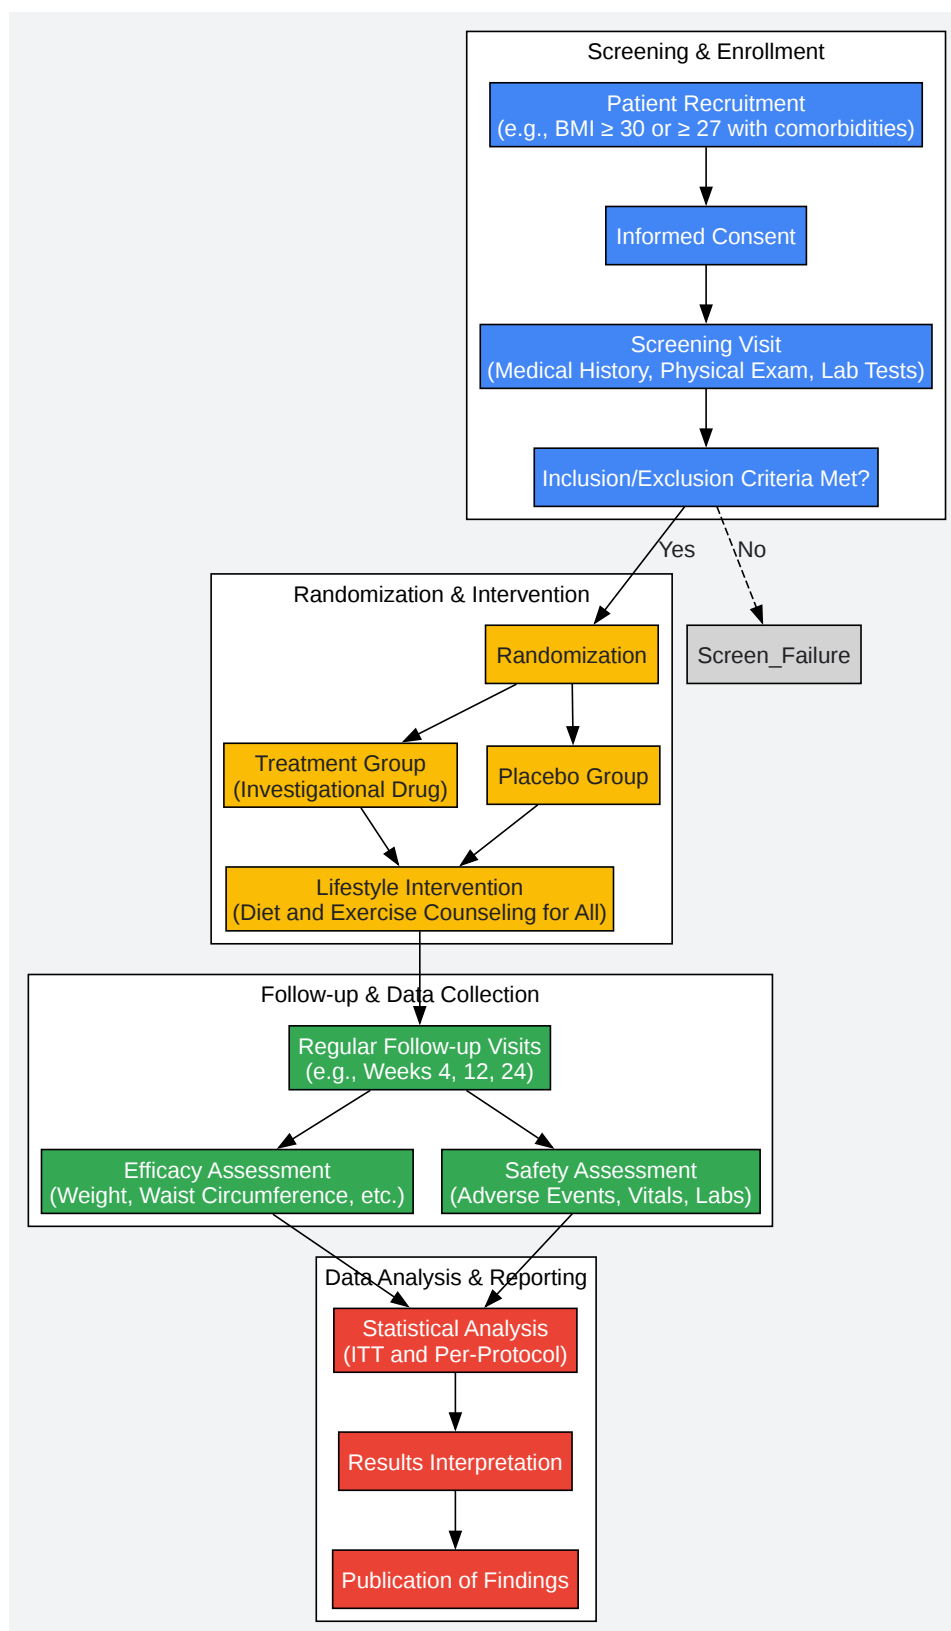 Screening & Enrollment
Patient Recruitment
(e.g., BMI ≥ 30 or ≥ 27 with comorbidities)
Informed Consent
Screening Visit
(Medical History, Physical Exam, Lab Tests)
Inclusion/Exclusion Criteria Met?
Yes
No
Randomization & Intervention
Randomization
Screen_Failure
Treatment Group
(Investigational Drug)
Placebo Group
Lifestyle Intervention
(Diet and Exercise Counseling for All)
Follow-up & Data Collection
Regular Follow-up Visits
(e.g., Weeks 4, 12, 24)
Efficacy Assessment
(Weight, Waist Circumference, etc.)
Safety Assessment
(Adverse Events, Vitals, Labs)
Data Analysis & Reporting
Statistical Analysis
(ITT and Per-Protocol)
Results Interpretation
Publication of Findings